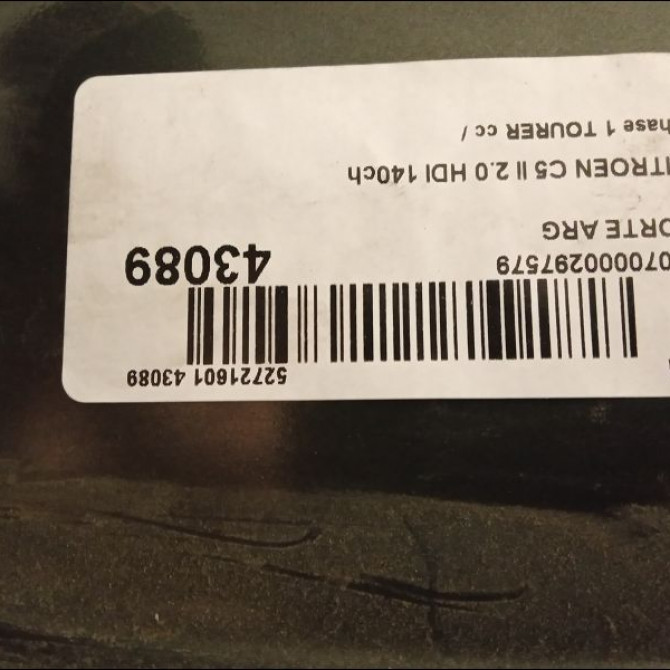 52721601 43089
070000297579
43089
ORTE ARG
ITROEN C5 II 2.0 HDI 140ch
hase 1 TOURER cc /